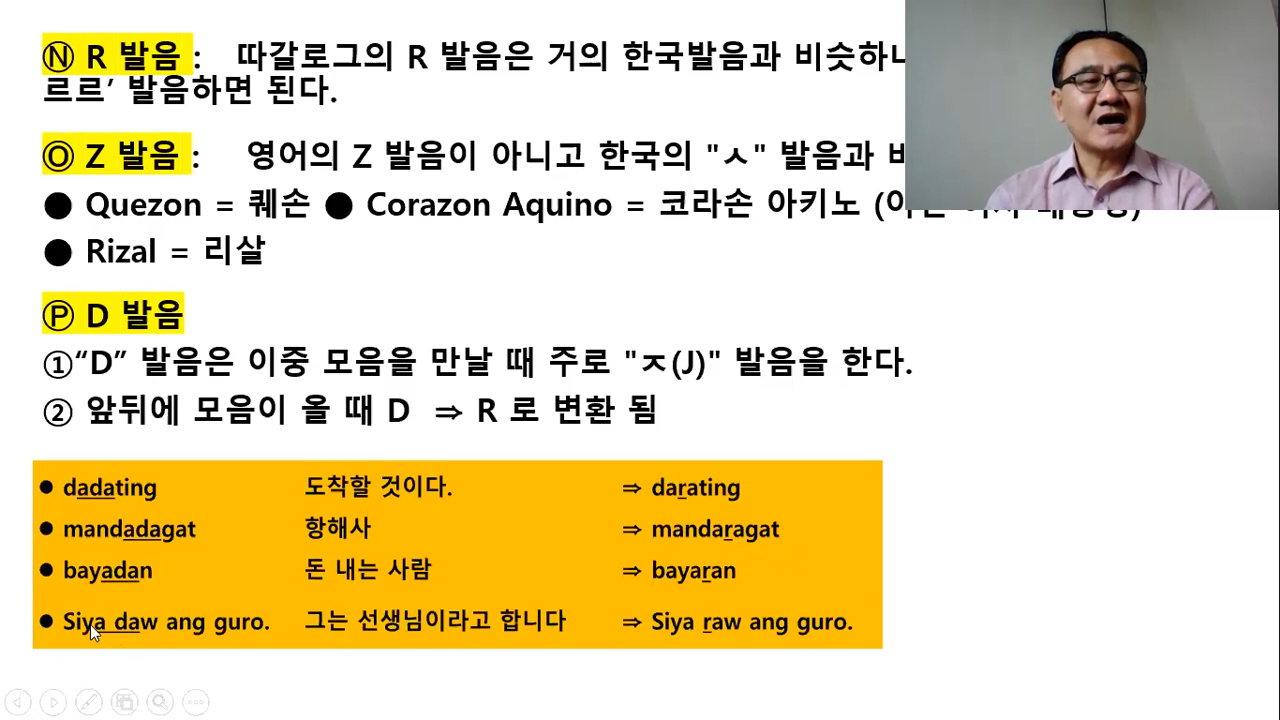 Ⓝ R 발음 : 따갈로그의 R 발음은 거의 한국발음과 비슷하
르르’ 발음하면 된다.
Ⓞ Z 발음 : 영어의 Z 발음이 아니고 한국의 "ㅅ" 발음과
● Quezon = 퀘손 ● Corazon Aquino = 코라손 아키노
● Rizal = 리살
Ⓟ D 발음
①“D” 발음은 이중 모음을 만날 때 주로 "ㅈ(J)" 발음을 한다.
② 앞뒤에 모음이 올 때 D ⇒ R 로 변환 됨
● dadating 도착할 것이다. ⇒ darating
● mandadagat 항해사 ⇒ mandaragat
● bayadan 돈 내는 사람 ⇒ bayaran
● Siya daw ang guro. 그는 선생님이라고 합니다 ⇒ Siya raw ang guro.